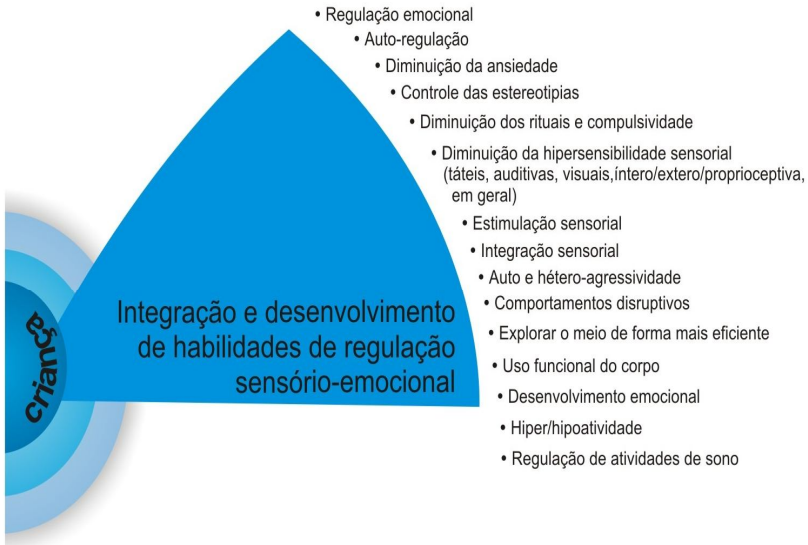 • Regulação emocional
• Auto-regulação
• Diminuição da ansiedade
• Controle das estereotipias
• Diminuição dos rituais e compulsividade
• Diminuição da hipersensibilidade sensorial
(táteis, auditivas, visuais,íntero/extero/proprioceptiva,
em geral)
• Estimulação sensorial
• Integração sensorial
• Auto e hétero-agressividade
• Comportamentos disruptivos
• Explorar o meio de forma mais eficiente
• Uso funcional do corpo
• Desenvolvimento emocional
• Hiper/hipoatividade
• Regulação de atividades de sono
Integração e desenvolvimento
de habilidades de regulação
sensório-emocional
criança